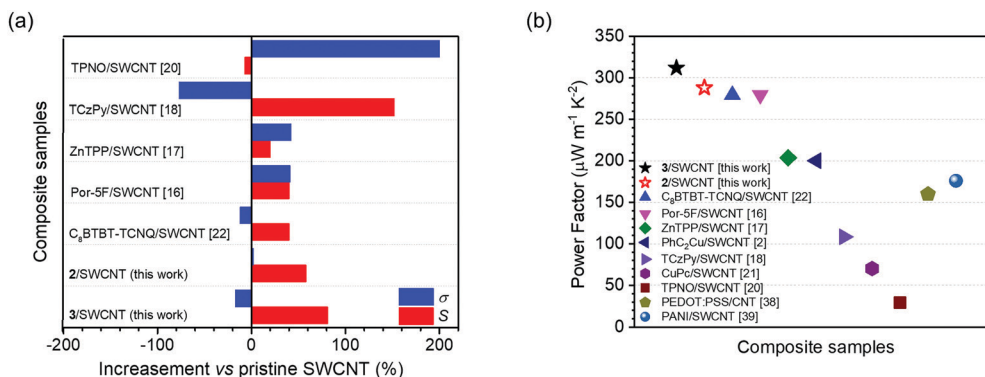 (a)
Composite samples
TPNO/SWCNT [20]
TCzPy/SWCNT [18]
ZnTPP/SWCNT [17]
Por-5F/SWCNT [16]
C₈BTBT-TCNQ/SWCNT [22]
2/SWCNT (this work)
3/SWCNT (this work)
σ
S
-200 -100 0 100 200
Increasement vs pristine SWCNT (%)
(b)
Power Factor (μW m⁻¹ K⁻²)
350
300
250
200
150
100
50
0
3/SWCNT [this work]
2/SWCNT [this work]
C₈BTBT-TCNQ/SWCNT [22]
Por-5F/SWCNT [16]
ZnTPP/SWCNT [17]
PhC₂Cu/SWCNT [2]
TCzPy/SWCNT [18]
CuPc/SWCNT [21]
TPNO/SWCNT [20]
PEDOT:PSS/CNT [38]
PANI/SWCNT [39]
Composite samples